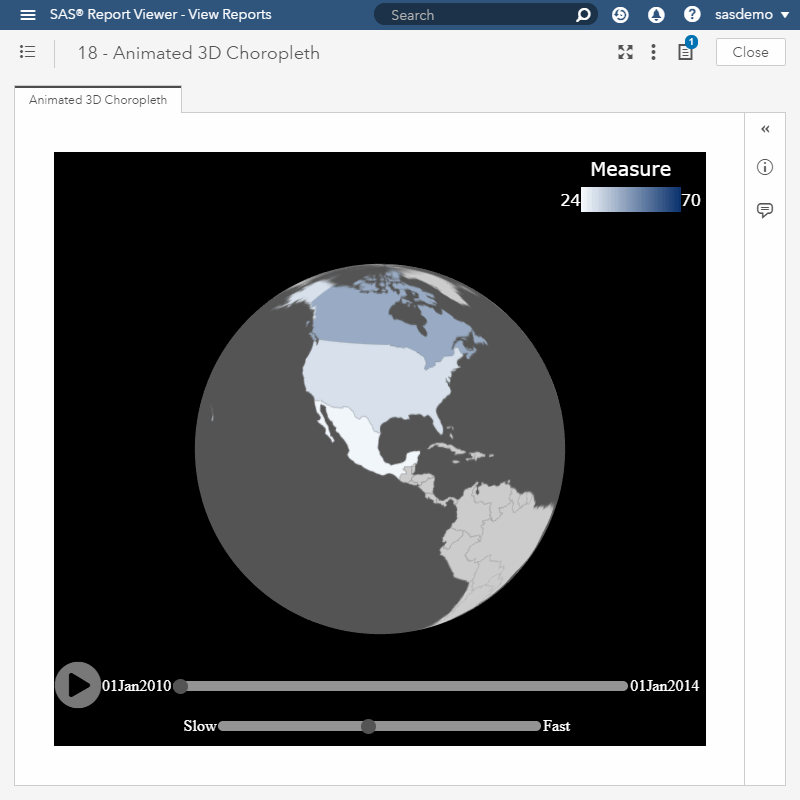 SAS® Report Viewer - View Reports
Search
?
sasdemo
18 - Animated 3D Choropleth
1
Close
Animated 3D Choropleth
Measure
24 70
01Jan2010 01Jan2014
Slow Fast